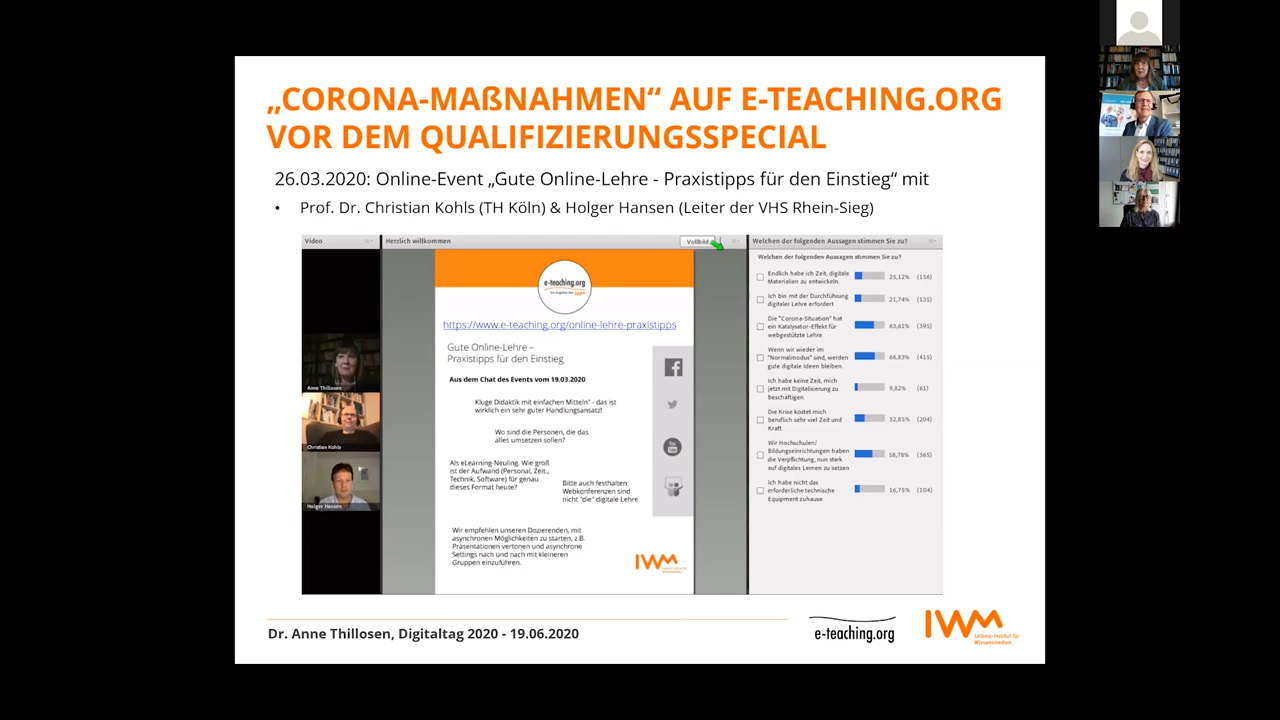 „CORONA-MAẞNAHMEN“ AUF E-TEACHING.ORG
VOR DEM QUALIFIZIERUNGSSPECIAL
26.03.2020: Online-Event „Gute Online-Lehre - Praxistipps für den Einstieg“ mit
• Prof. Dr. Christian Kohls (TH Köln) & Holger Hansen (Leiter der VHS Rhein-Sieg)
Video
Anne Thillosen
Christian Kohls
Holger Hansen
Herzlich willkommen
Vollbild
e-teaching.org
https://www.e-teaching.org/online-lehre-praxistipps
Gute Online-Lehre –
Praxistipps für den Einstieg
Aus dem Chat des Events vom 19.03.2020
Kluge Didaktik mit einfachen Mitteln" - das ist
wirklich ein sehr guter Handlungsansatz!
Wo sind die Personen, die das
alles umsetzen sollen?
Als eLearning-Neuling. Wie groß
ist der Aufwand (Personal, Zeit.,
Technik, Software) für genau
dieses Format heute?
Bitte auch festhalten:
Webkonferenzen sind
nicht "die" digitale Lehre
Wir empfehlen unseren Dozierenden, mit
asynchronen Möglichkeiten zu starten, z.B.
Präsentationen vertonen und asynchrone
Settings nach und nach mit kleineren
Gruppen einzuführen.
You
Tube
IWM
Welchen der folgenden Aussagen stimmen Sie zu?
Welchen der folgenden Aussagen stimmen Sie zu?
Endlich habe ich Zeit, digitale
Materialien zu entwickeln.
25,12% (156)
Ich bin mit der Durchführung
digitaler Lehre erfordert
21,74% (135)
Die "Corona-Situation" hat
ein Katalysator-Effekt für
webgestützte Lehre.
63,61% (395)
Wenn wir wieder im
"Normalmodus" sind, werden
gute digitale Ideen bleiben.
66,83% (415)
Ich habe keine Zeit, mich
jetzt mit Digitalisierung zu
beschäftigen.
9,82% (61)
Die Krise kostet mich
beruflich sehr viel Zeit und
Kraft.
32,85% (204)
Wir Hochschulen/
Bildungseinrichtungen haben
die Verpflichtung, nun stark
auf digitales Lernen zu setzen
58,78% (365)
Ich habe nicht das
erforderliche technische
Equipment zuhause
16,75% (104)
Dr. Anne Thillosen, Digitaltag 2020 - 19.06.2020
e-teaching.org
IWM
Leibniz-Institut für
Wissensmedien